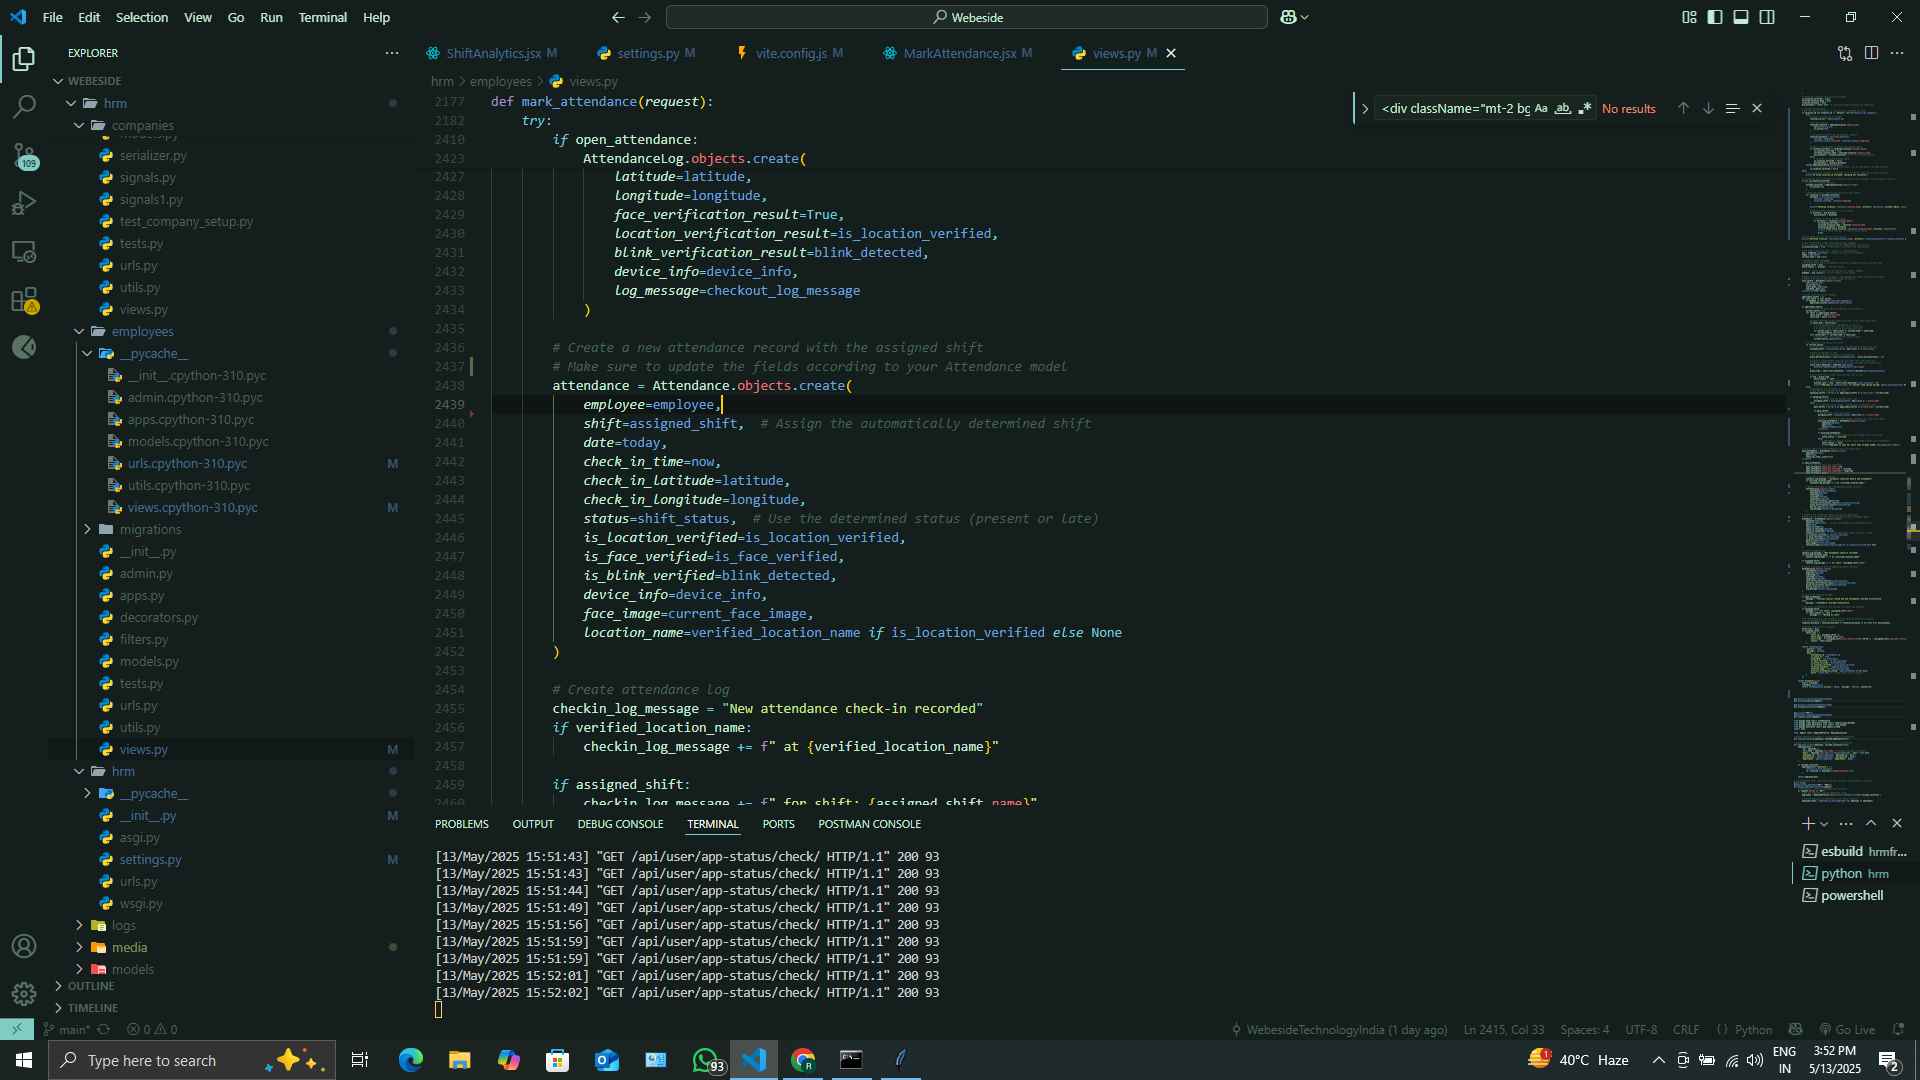 File Edit Selection View Go Run Terminal Help
Webeside
EXPLORER
ShiftAnalytics.jsx M
settings.py M
vite.config.js M
MarkAttendance.jsx M
views.py M
WEBESIDE
hrm
companies
models.py
serializer.py
signals.py
signals1.py
test_company_setup.py
tests.py
urls.py
utils.py
views.py
employees
__pycache__
__init__.cpython-310.pyc
admin.cpython-310.pyc
apps.cpython-310.pyc
models.cpython-310.pyc
urls.cpython-310.pyc M
utils.cpython-310.pyc
views.cpython-310.pyc M
migrations
__init__.py
admin.py
apps.py
decorators.py
filters.py
models.py
tests.py
urls.py
utils.py
views.py M
hrm
__pycache__
__init__.py M
asgi.py
settings.py M
urls.py
wsgi.py
logs
media
models
OUTLINE
TIMELINE
109
hrm > employees > views.py
<div className="mt-2 bg Aa ab .* No results
2177 def mark_attendance(request):
2182 try:
2410 if open_attendance:
2423 AttendanceLog.objects.create(
2427 latitude=latitude,
2428 longitude=longitude,
2429 face_verification_result=True,
2430 location_verification_result=is_location_verified,
2431 blink_verification_result=blink_detected,
2432 device_info=device_info,
2433 log_message=checkout_log_message
2434 )
2435
2436 # Create a new attendance record with the assigned shift
2437 # Make sure to update the fields according to your Attendance model
2438 attendance = Attendance.objects.create(
2439 employee=employee,
2440 shift=assigned_shift,  # Assign the automatically determined shift
2441 date=today,
2442 check_in_time=now,
2443 check_in_latitude=latitude,
2444 check_in_longitude=longitude,
2445 status=shift_status,  # Use the determined status (present or late)
2446 is_location_verified=is_location_verified,
2447 is_face_verified=is_face_verified,
2448 is_blink_verified=blink_detected,
2449 device_info=device_info,
2450 face_image=current_face_image,
2451 location_name=verified_location_name if is_location_verified else None
2452 )
2453
2454 # Create attendance log
2455 checkin_log_message = "New attendance check-in recorded"
2456 if verified_location_name:
2457 checkin_log_message += f" at {verified_location_name}"
2458
2459 if assigned_shift:
2460 checkin_log_message += f" for shift: {assigned_shift.name}"
PROBLEMS OUTPUT DEBUG CONSOLE TERMINAL PORTS POSTMAN CONSOLE
[13/May/2025 15:51:43] "GET /api/user/app-status/check/ HTTP/1.1" 200 93
[13/May/2025 15:51:43] "GET /api/user/app-status/check/ HTTP/1.1" 200 93
[13/May/2025 15:51:44] "GET /api/user/app-status/check/ HTTP/1.1" 200 93
[13/May/2025 15:51:49] "GET /api/user/app-status/check/ HTTP/1.1" 200 93
[13/May/2025 15:51:56] "GET /api/user/app-status/check/ HTTP/1.1" 200 93
[13/May/2025 15:51:59] "GET /api/user/app-status/check/ HTTP/1.1" 200 93
[13/May/2025 15:51:59] "GET /api/user/app-status/check/ HTTP/1.1" 200 93
[13/May/2025 15:52:01] "GET /api/user/app-status/check/ HTTP/1.1" 200 93
[13/May/2025 15:52:02] "GET /api/user/app-status/check/ HTTP/1.1" 200 93
esbuild hrmfr...
python hrm
powershell
main* 0 0
WebesideTechnologyIndia (1 day ago) Ln 2415, Col 33 Spaces: 4 UTF-8 CRLF {} Python Go Live
Type here to search
93
1
40°C Haze
ENG
IN
3:52 PM
5/13/2025
2